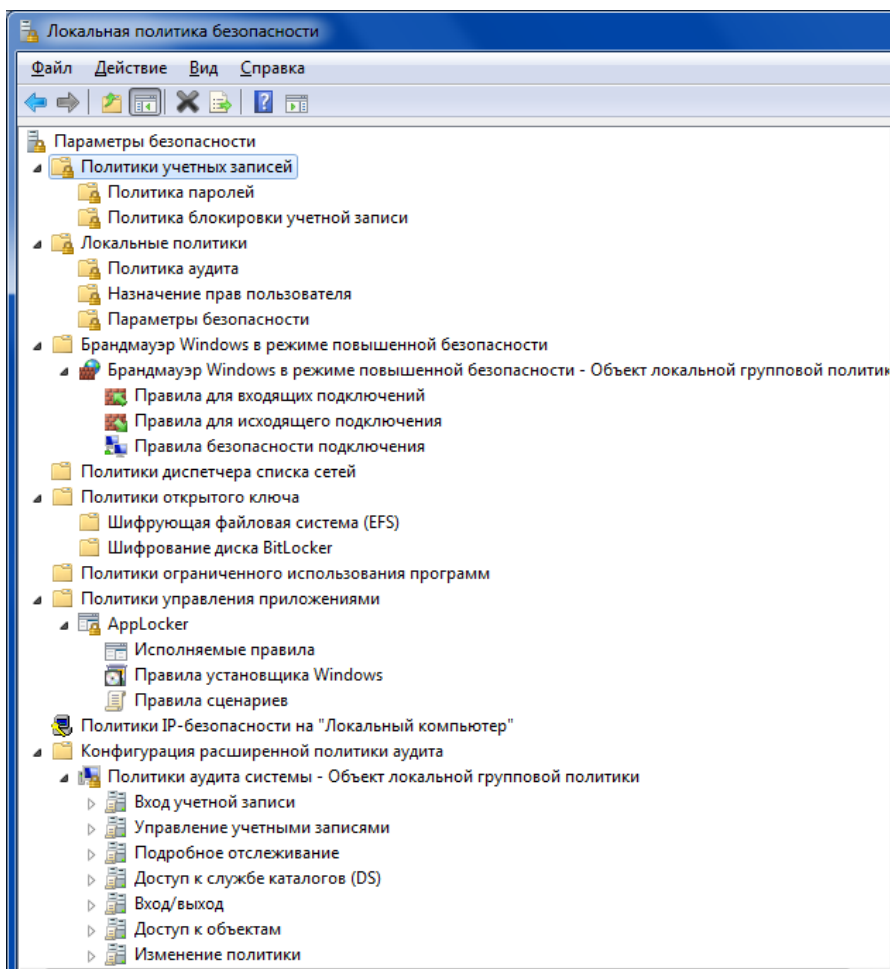 Локальная политика безопасности
Файл Действие Вид Справка
Параметры безопасности
Политики учетных записей
Политика паролей
Политика блокировки учетной записи
Локальные политики
Политика аудита
Назначение прав пользователя
Параметры безопасности
Брандмауэр Windows в режиме повышенной безопасности
Брандмауэр Windows в режиме повышенной безопасности - Объект локальной групповой политик
Правила для входящих подключений
Правила для исходящего подключения
Правила безопасности подключения
Политики диспетчера списка сетей
Политики открытого ключа
Шифрующая файловая система (EFS)
Шифрование диска BitLocker
Политики ограниченного использования программ
Политики управления приложениями
AppLocker
Исполняемые правила
Правила установщика Windows
Правила сценариев
Политики IP-безопасности на "Локальный компьютер"
Конфигурация расширенной политики аудита
Политики аудита системы - Объект локальной групповой политики
Вход учетной записи
Управление учетными записями
Подробное отслеживание
Доступ к службе каталогов (DS)
Вход/выход
Доступ к объектам
Изменение политики